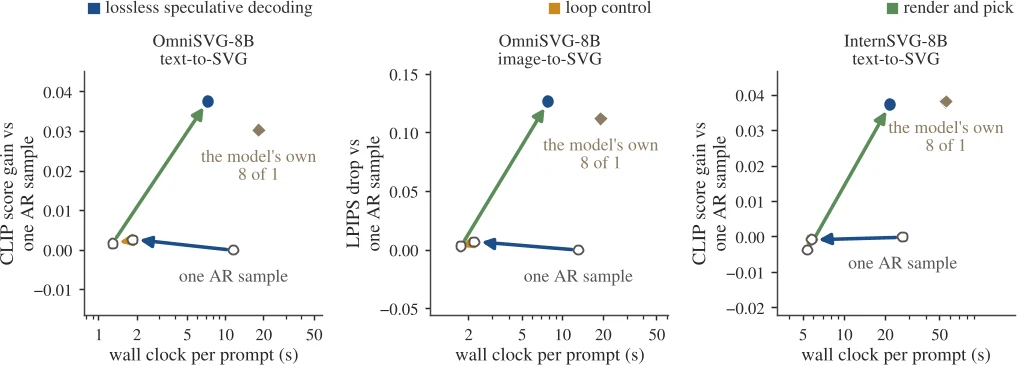 lossless speculative decoding
loop control
render and pick
OmniSVG-8B
text-to-SVG
CLIP score gain vs
one AR sample
0.04
0.03
0.02
0.01
0.00
−0.01
the model's own
8 of 1
one AR sample
1
2
5
10
20
50
wall clock per prompt (s)
OmniSVG-8B
image-to-SVG
LPIPS drop vs
one AR sample
0.15
0.10
0.05
0.00
−0.05
the model's own
8 of 1
one AR sample
2
5
10
20
50
wall clock per prompt (s)
InternSVG-8B
text-to-SVG
CLIP score gain vs
one AR sample
0.04
0.03
0.02
0.01
0.00
−0.01
−0.02
the model's own
8 of 1
one AR sample
5
10
20
50
wall clock per prompt (s)